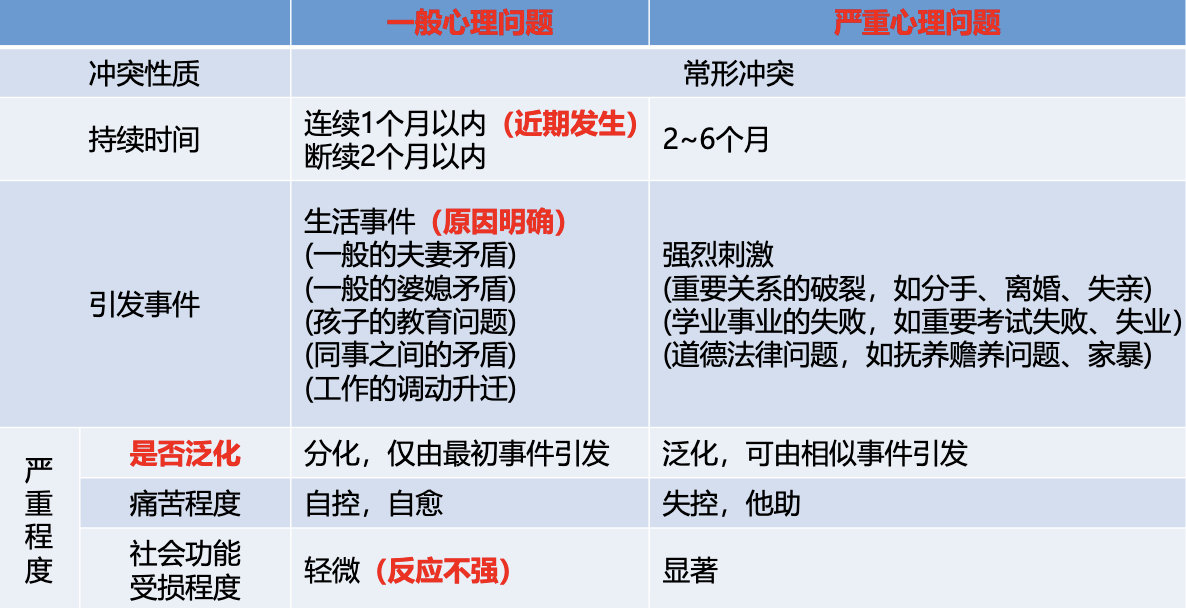 一般心理问题 严重心理问题
冲突性质 常形冲突
持续时间
连续1个月以内（近期发生）
断续2个月以内
2~6个月
引发事件
生活事件（原因明确）
(一般的夫妻矛盾)
(一般的婆媳矛盾)
(孩子的教育问题)
(同事之间的矛盾)
(工作的调动升迁)
强烈刺激
(重要关系的破裂，如分手、离婚、失亲)
(学业事业的失败，如重要考试失败、失业）
(道德法律问题，如抚养赡养问题、家暴)
严
重
程
度
是否泛化 分化，仅由最初事件引发 泛化，可由相似事件引发
痛苦程度 自控，自愈 失控，他助
社会功能
受损程度
轻微（反应不强） 显著